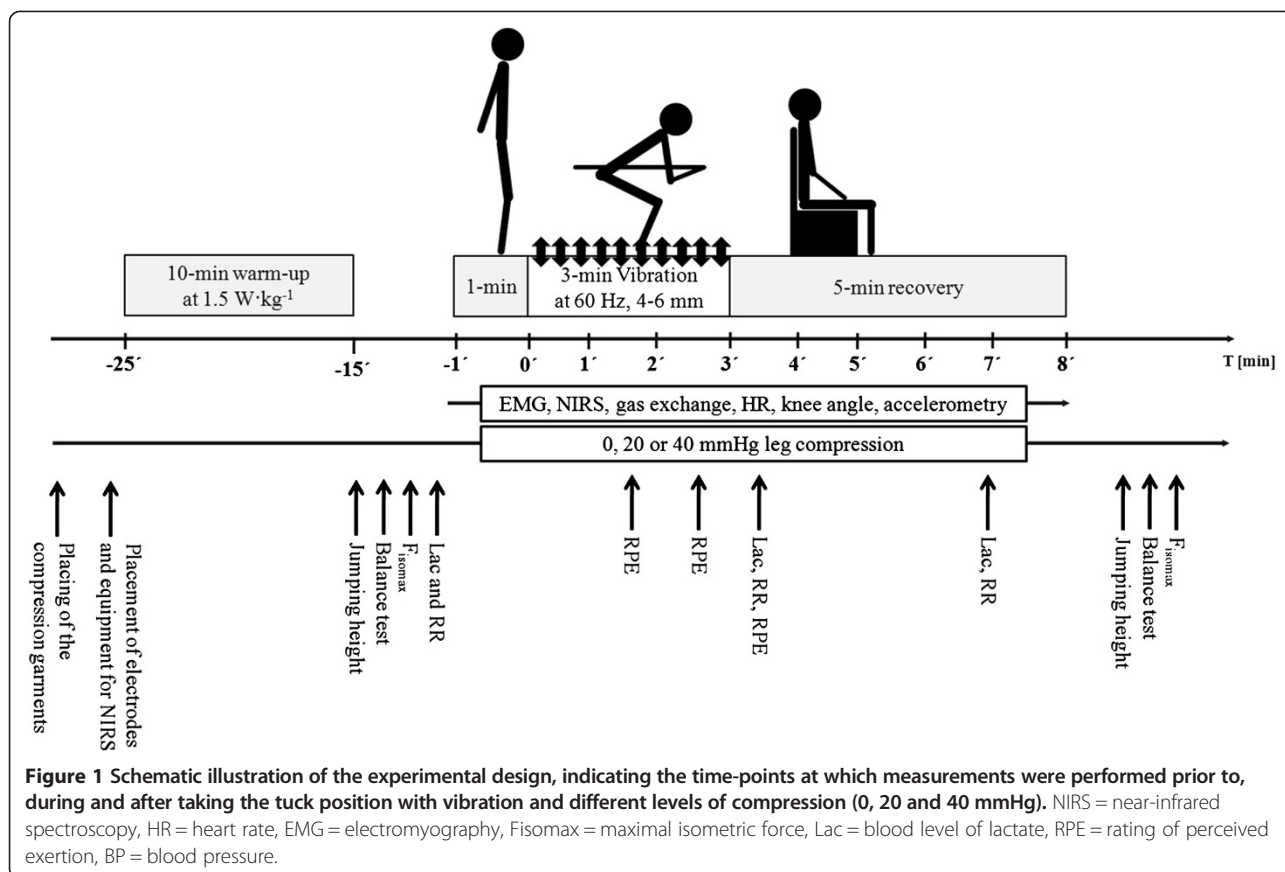 10-min warm-up
at 1.5 W·kg⁻¹
1-min
3-min Vibration
at 60 Hz, 4-6 mm
5-min recovery
-25´
-15´
-1´
0´
1´
2´
3´
4´
5´
6´
7´
8´
T [min]
EMG, NIRS, gas exchange, HR, knee angle, accelerometry
0, 20 or 40 mmHg leg compression
Placing of the
compression garments
Placement of electrodes
and equipment for NIRS
Jumping height
Balance test
Fisomax
Lac and RR
RPE
RPE
Lac, RR,
RPE
Lac, RR
Jumping height
Balance test
Fisomax
Figure 1 Schematic illustration of the experimental design, indicating the time-points at which measurements were performed prior to,
during and after taking the tuck position with vibration and different levels of compression (0, 20 and 40 mmHg). NIRS = near-infrared
spectroscopy, HR = heart rate, EMG = electromyography, Fisomax = maximal isometric force, Lac = blood level of lactate, RPE = rating of perceived
exertion, BP = blood pressure.